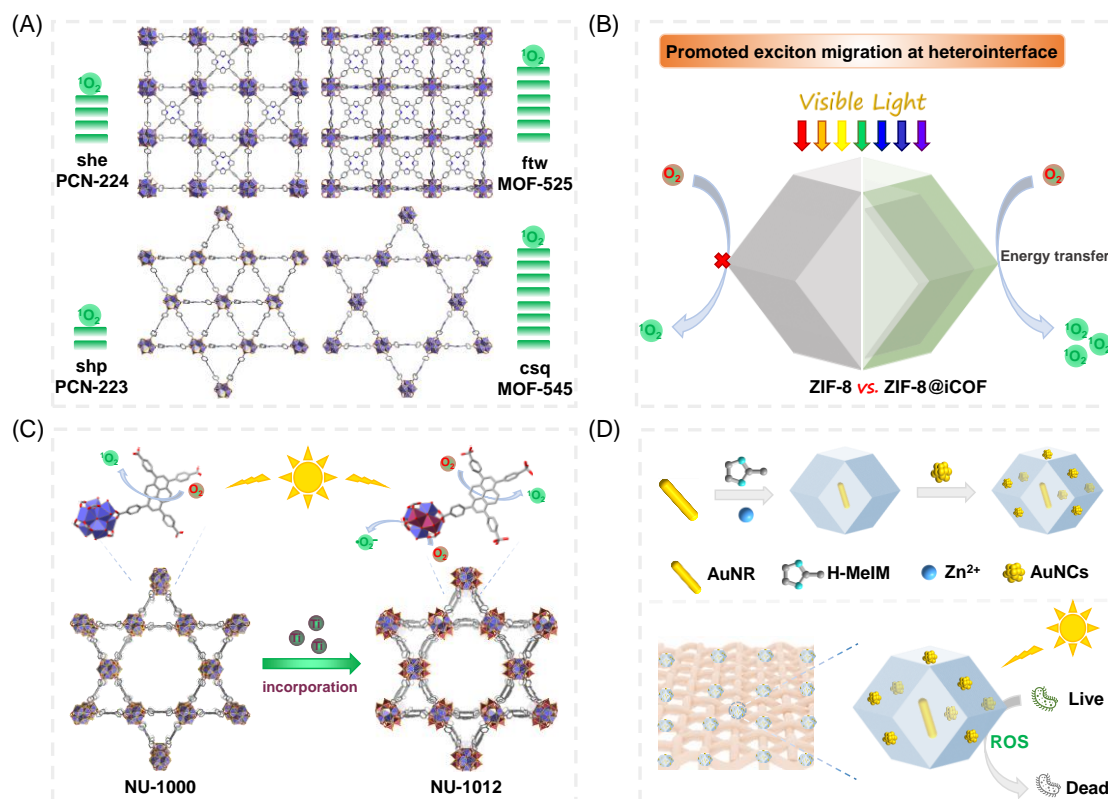 (A)
¹O₂
she
PCN-224
¹O₂
ftw
MOF-525
¹O₂
shp
PCN-223
¹O₂
csq
MOF-545
(B)
Promoted exciton migration at heterointerface
Visible Light
O₂
O₂
Energy transfer
¹O₂
¹O₂
¹O₂
¹O₂
ZIF-8 vs. ZIF-8@iCOF
(C)
¹O₂
O₂
¹O₂
•O₂⁻
O₂
Ti
Ti
Ti
incorporation
NU-1000
NU-1012
(D)
AuNR
H-MeIM
Zn²⁺
AuNCs
Live
ROS
Dead